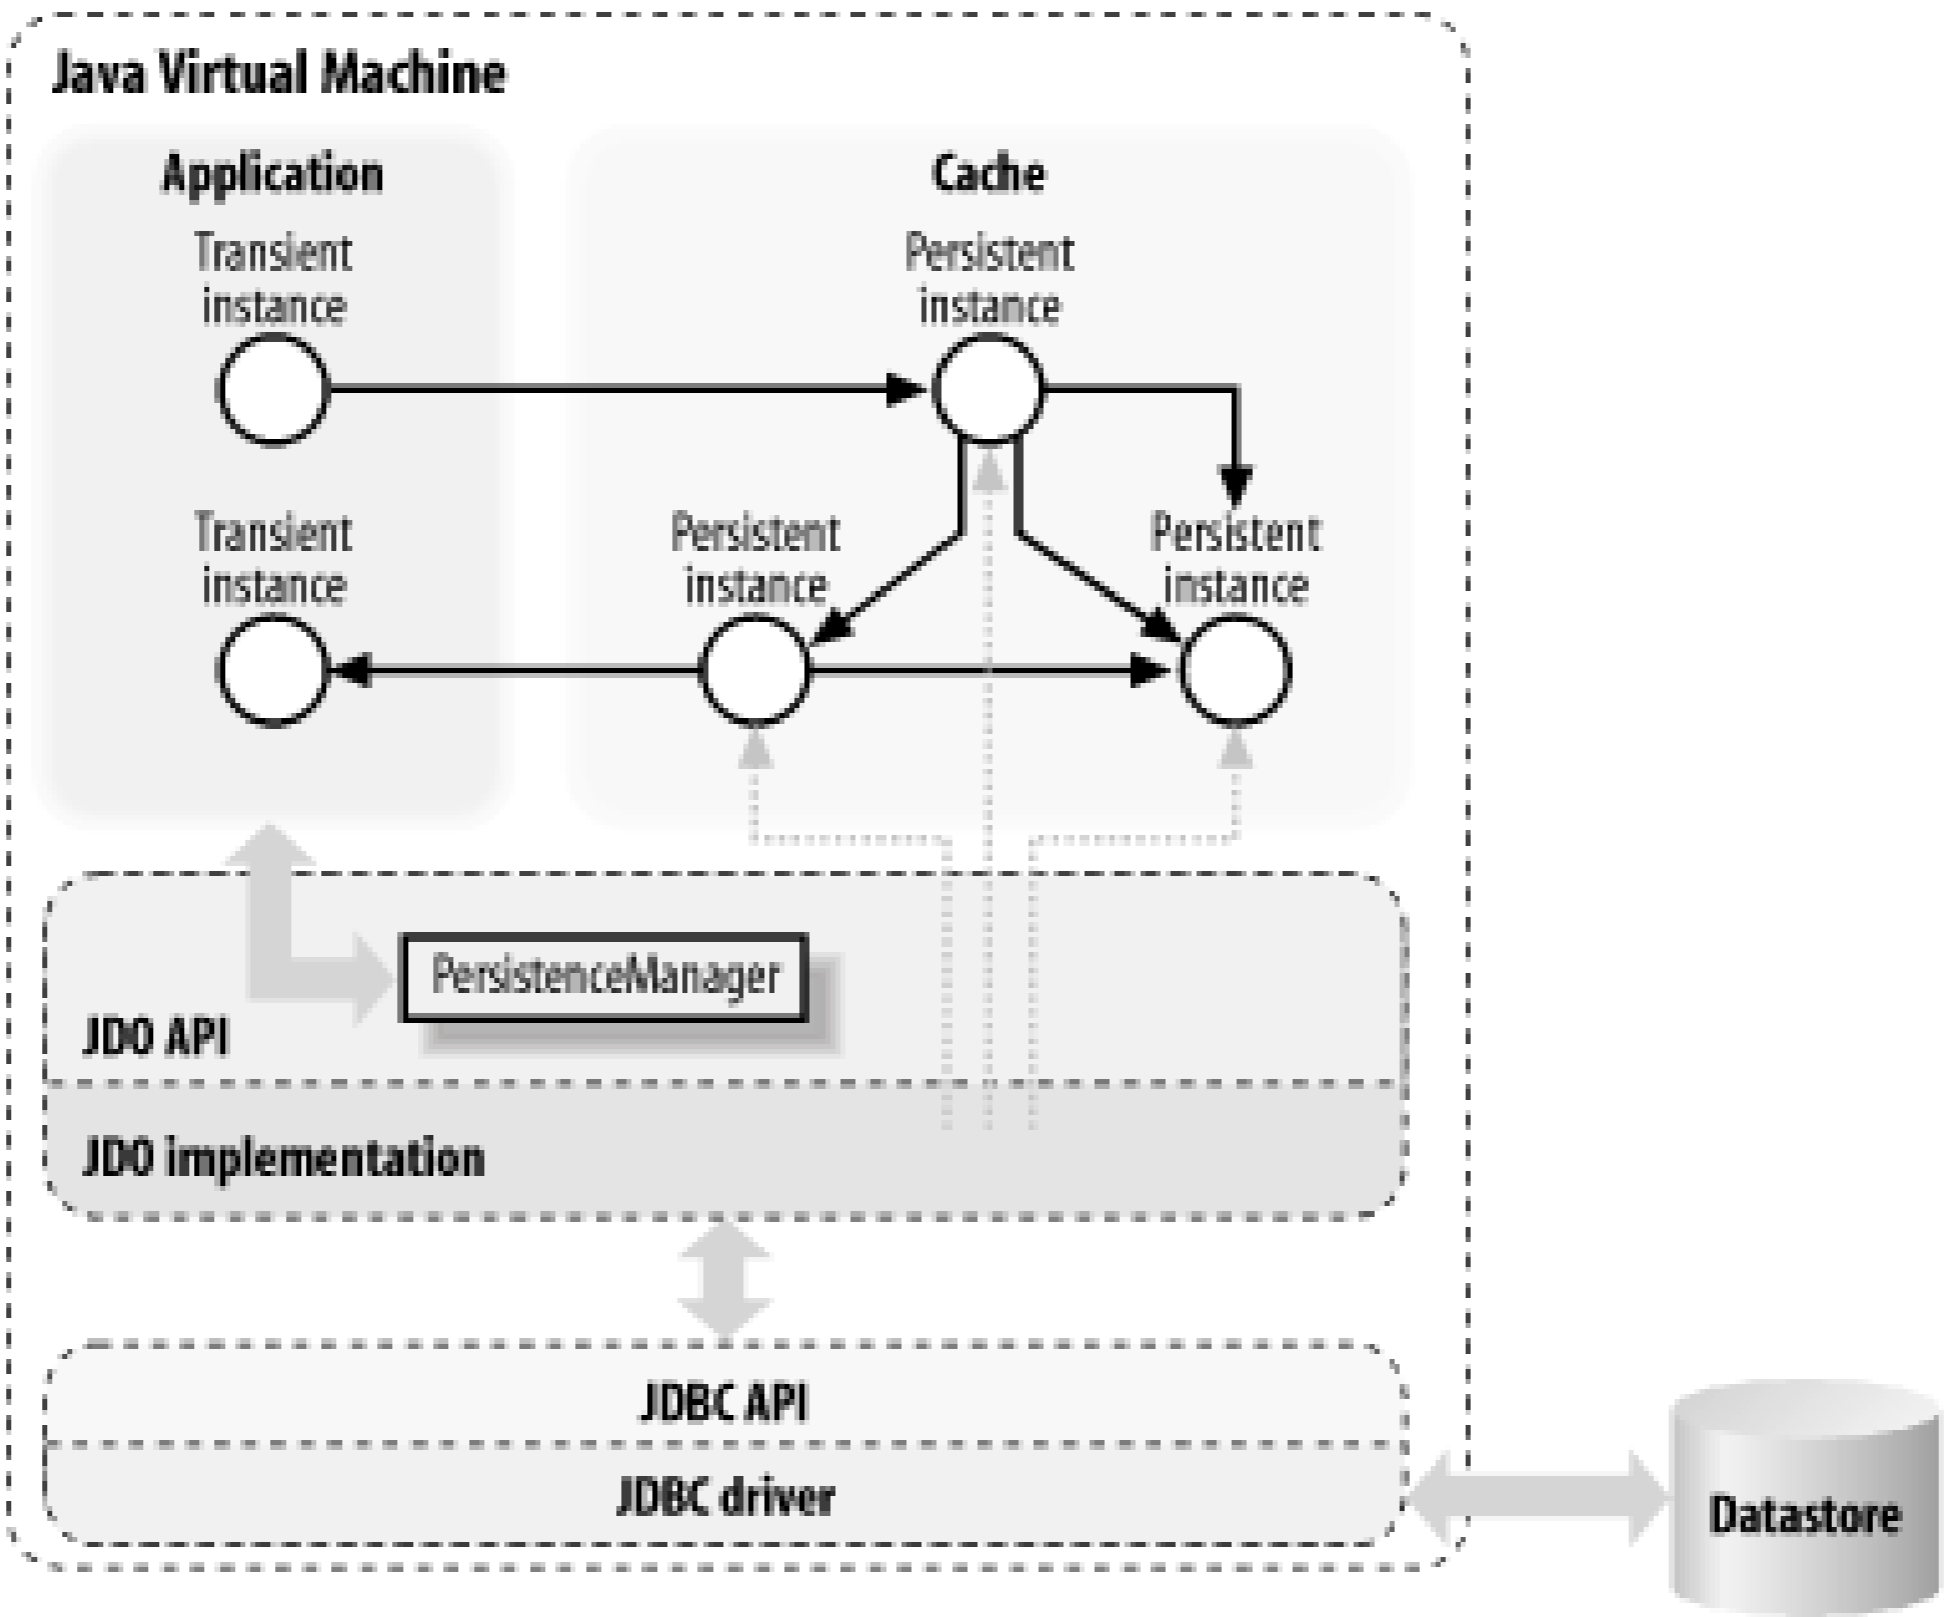 Java Virtual Machine
Application
Cache
Transient
instance
Persistent
instance
Transient
instance
Persistent
instance
Persistent
instance
PersistenceManager
JDO API
JDO implementation
JDBC API
JDBC driver
Datastore